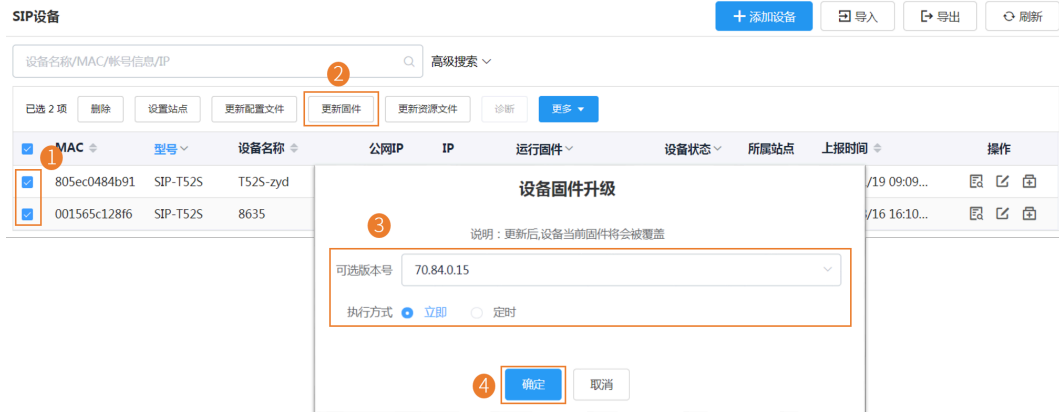 SIP设备
添加设备 导入 导出 刷新
设备名称/MAC/帐号信息/IP 高级搜索
2
已选 2 项 删除 设置站点 更新配置文件 更新固件 更新资源文件 诊断 更多
MAC 型号 设备名称 公网IP IP 运行固件 设备状态 所属站点 上报时间 操作
1
805ec0484b91 SIP-T52S T52S-zyd /19 09:09...
001565c128f6 SIP-T52S 8635 /16 16:10...
设备固件升级
3
说明：更新后,设备当前固件将会被覆盖
可选版本号 70.84.0.15
执行方式 立即 定时
4 确定 取消